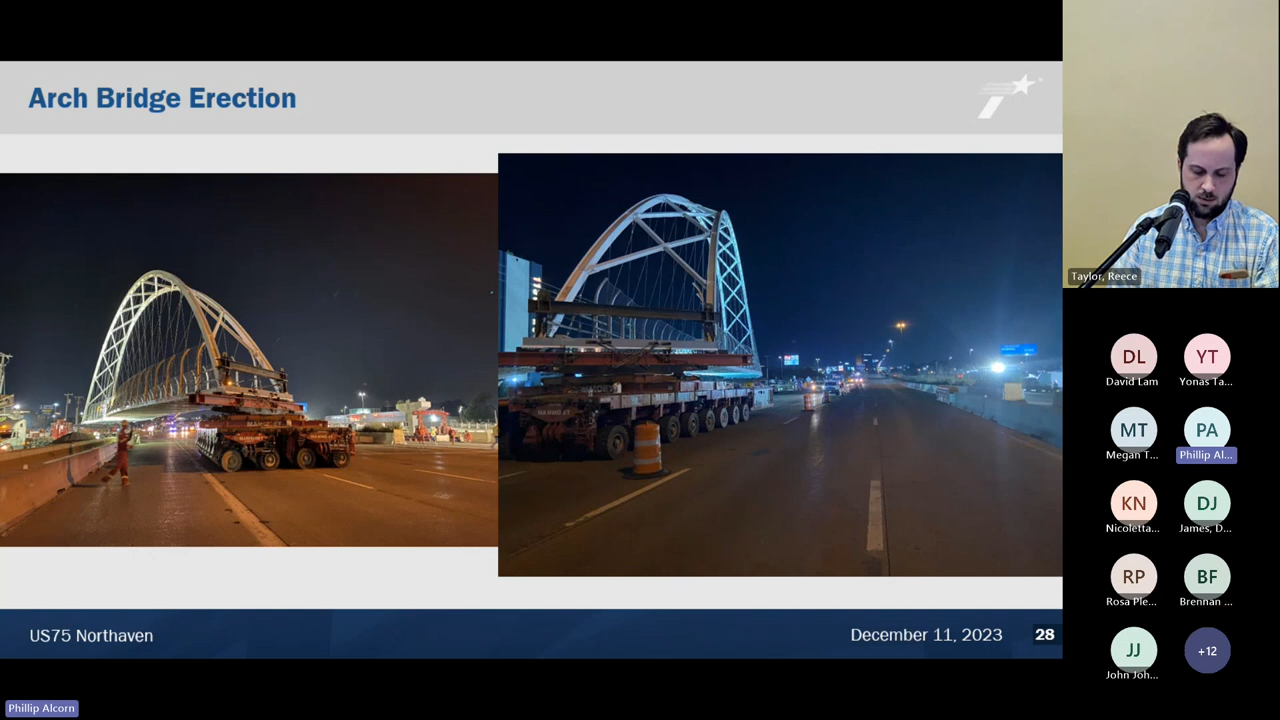 Arch Bridge Erection
US75 Northaven
December 11, 2023
28
Taylor, Reece
DL
David Lam
YT
Yonas Ta...
MT
Megan T...
PA
Phillip Al...
KN
Nicoletta...
DJ
James, D...
RP
Rosa Ple...
BF
Brennan ...
JJ
John Joh...
+12
Phillip Alcorn